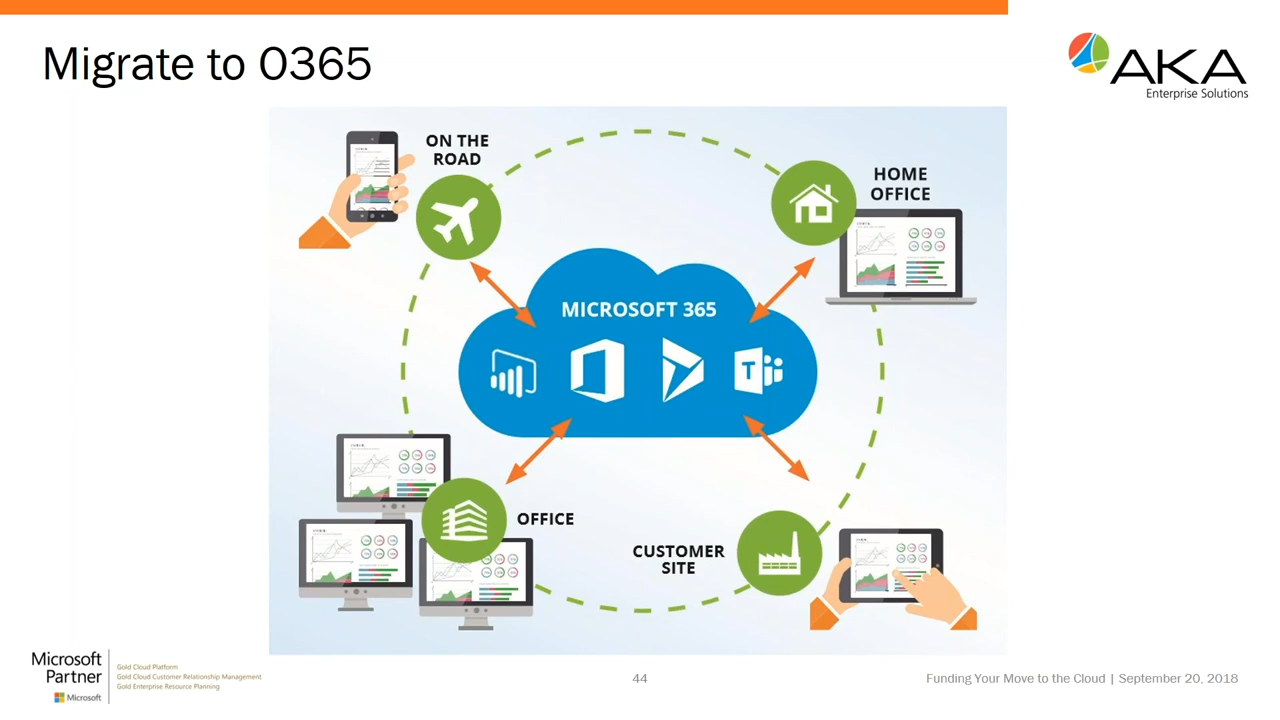 Migrate to O365
AKA
Enterprise Solutions
ON THE
ROAD
HOME
OFFICE
MICROSOFT 365
T
OFFICE
CUSTOMER
SITE
Microsoft
Partner
Microsoft
Gold Cloud Platform
Gold Cloud Customer Relationship Management
Gold Enterprise Resource Planning
44
Funding Your Move to the Cloud | September 20, 2018